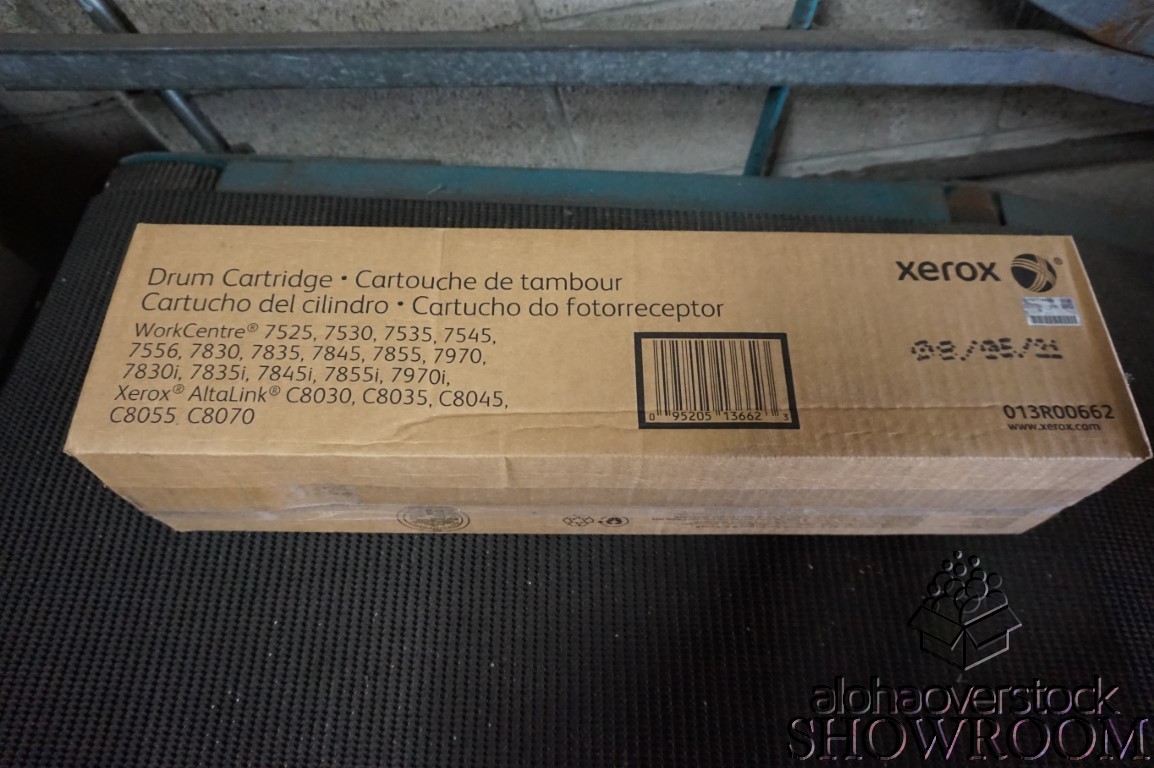 Drum Cartridge • Cartouche de tambour
Cartucho del cilindro • Cartucho do fotorreceptor
WorkCentre® 7525, 7530, 7535, 7545,
7556, 7830, 7835, 7845, 7855, 7970,
7830i, 7835i, 7845i, 7855i, 7970i,
Xerox® AltaLink® C8030, C8035, C8045,
C8055, C8070
xerox ®
0 95205 13662 3
013R00662
www.xerox.com
alohaoverstock
SHOWROOM